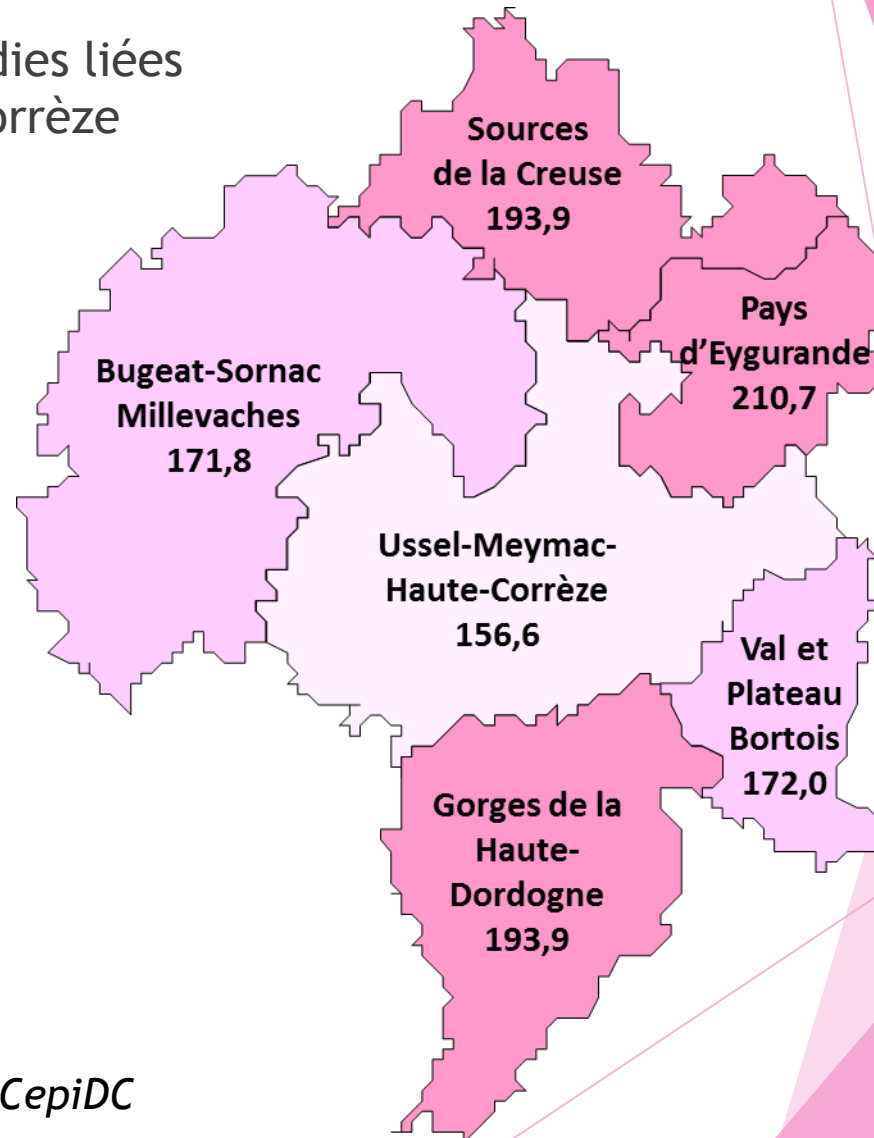 dies liées
orrèze
Sources
de la Creuse
193,9
Pays
d'Eygurande
210,7
Bugeat-Sornac
Millevaches
171,8
Ussel-Meymac-
Haute-Corrèze
156,6
Val et
Plateau
Bortois
172,0
Gorges de la
Haute-
Dordogne
193,9
CepiDC